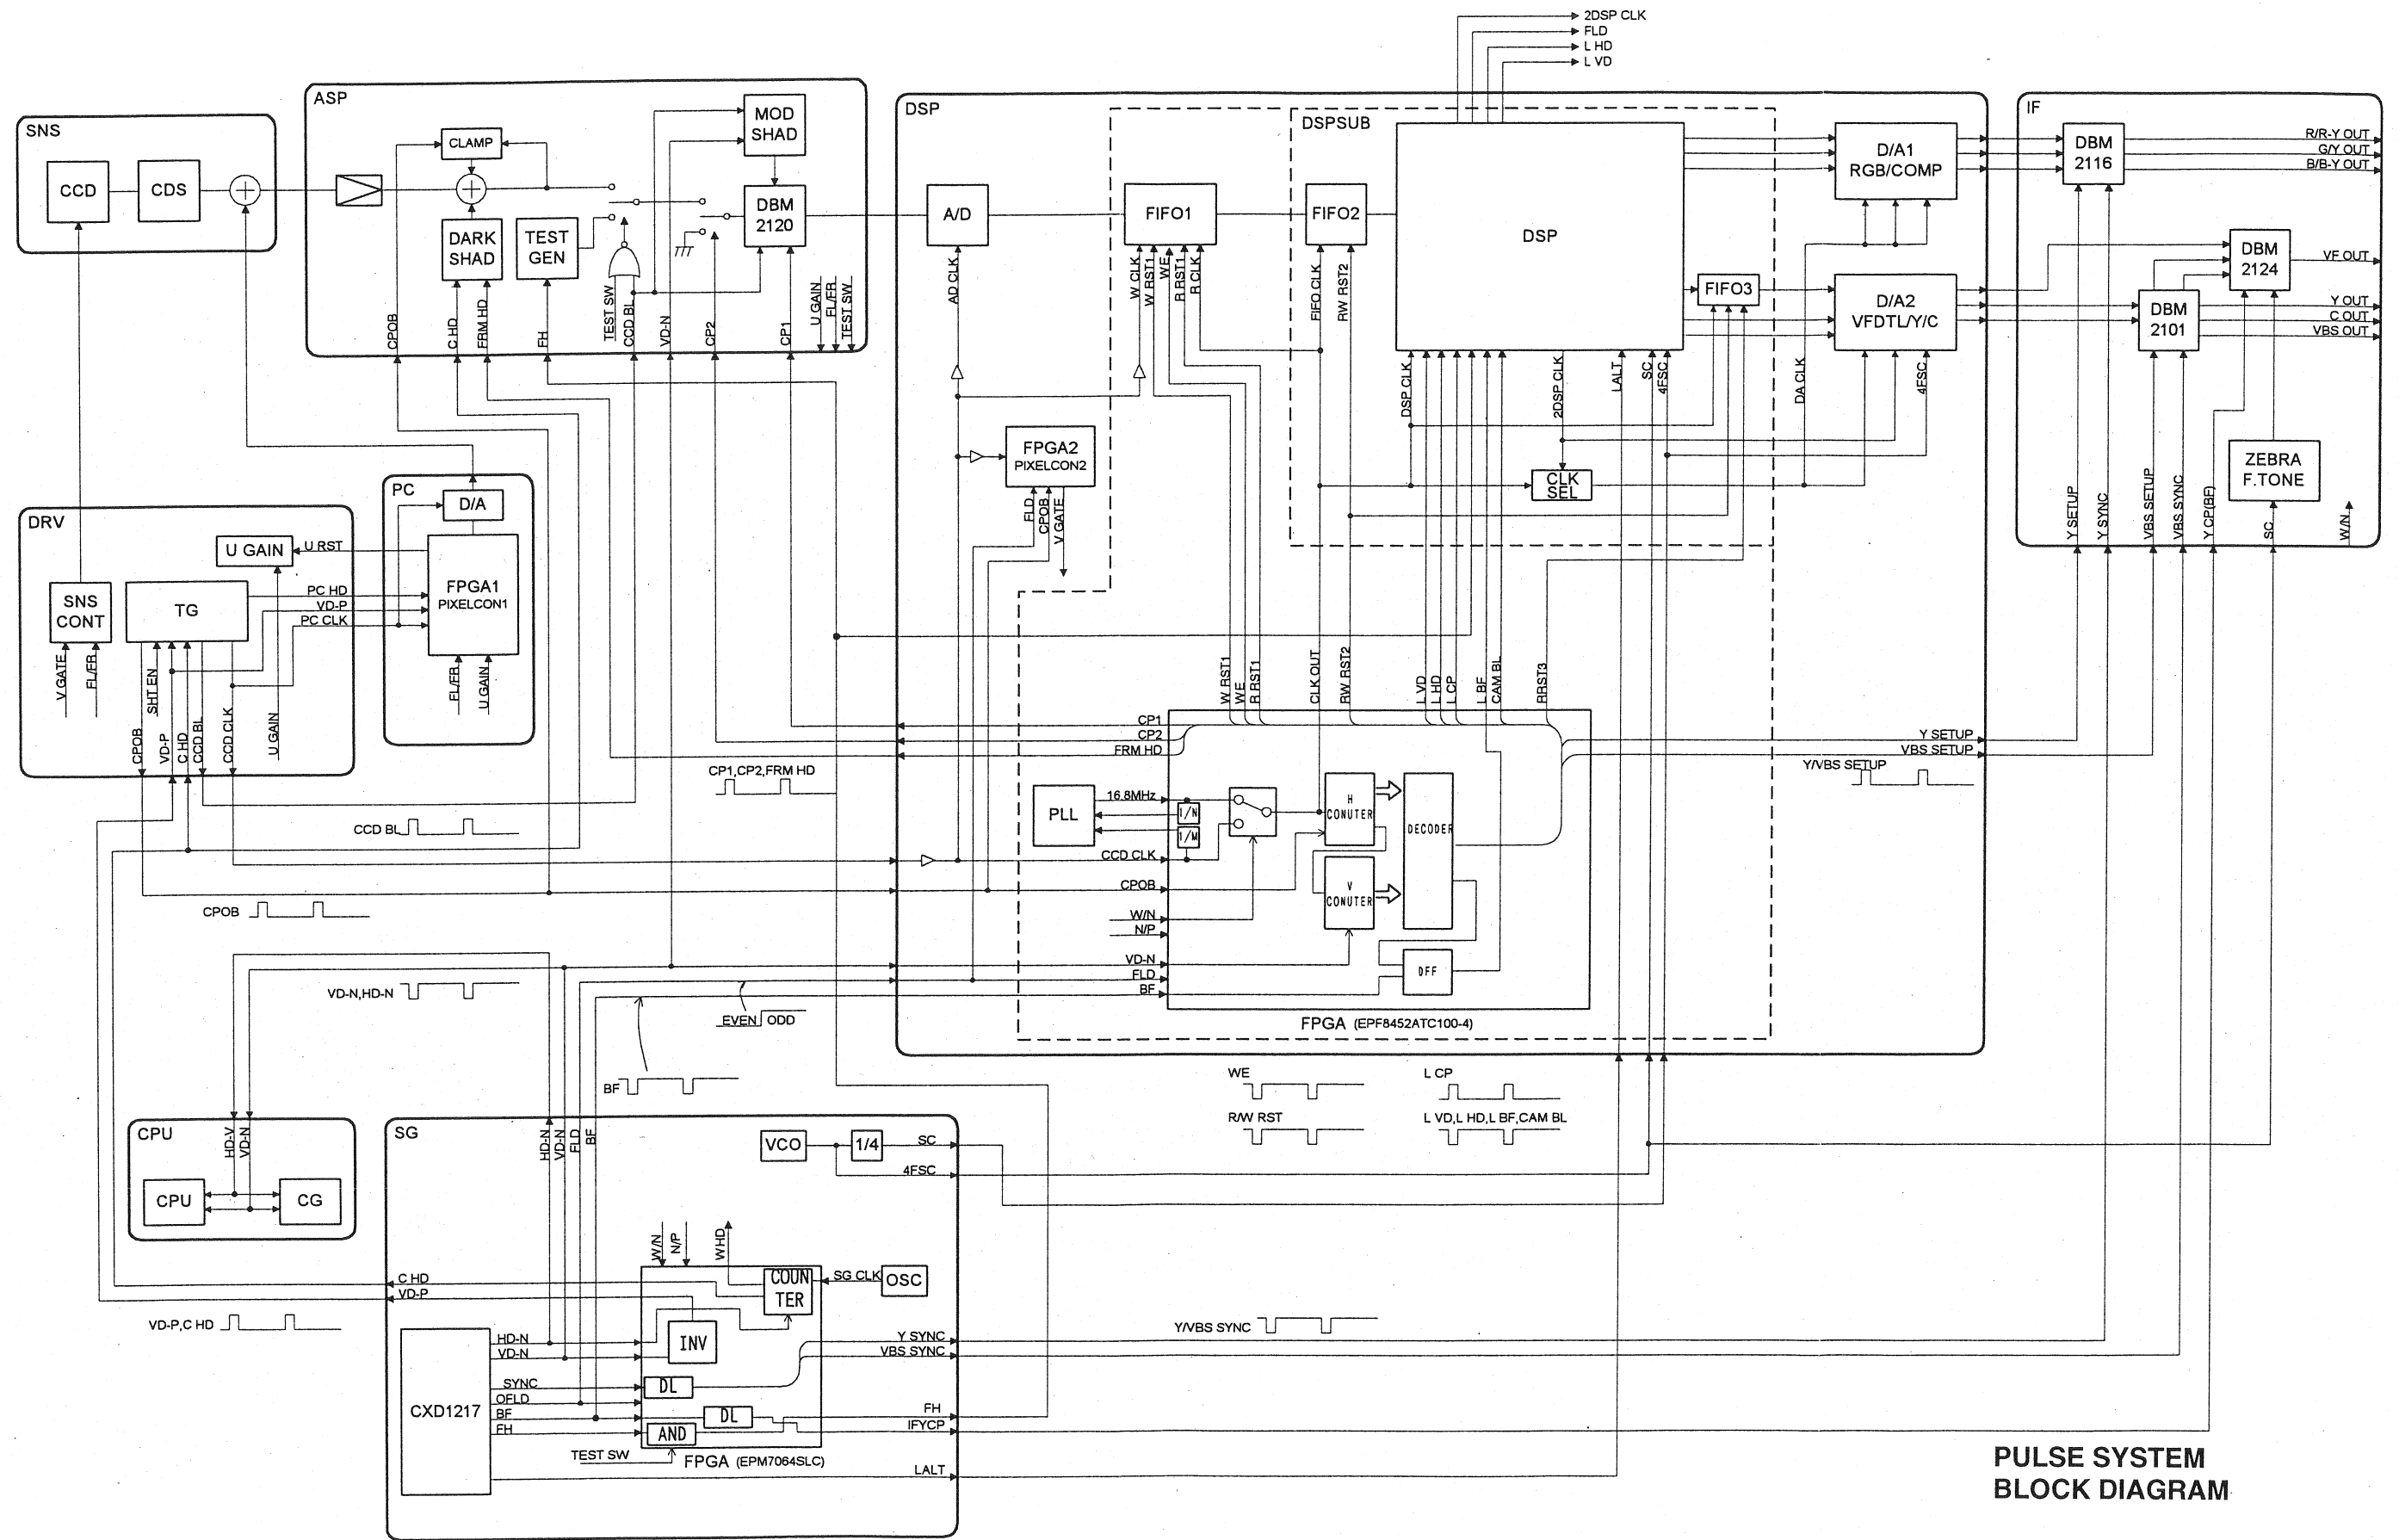 2DSP CLK
FLD
L HD
L VD
ASP
SNS
CCD
CDS
CLAMP
DARK
SHAD
TEST
GEN
MOD
SHAD
DBM
2120
CPOB
C HD
FRM HD
FH
TEST SW
CCD BL
VD-N
CP2
CP1
U GAIN
FL/FR
TEST SW
DSP
A/D
AD CLK
FIFO1
W CLK
W RST1
WE
R RST1
R CLK
DSPSUB
FIFO2
FIFO CLK
RW RST2
DSP
FIFO3
DSP CLK
2DSP CLK
LALT
SC
4FSC
CLK
SEL
DA CLK
D/A1
RGB/COMP
D/A2
VFDTL/Y/C
4FSC
FPGA2
PIXELCON2
FLD
CPOB
V GATE
IF
DBM
2116
R/R-Y OUT
G/Y OUT
B/B-Y OUT
DBM
2124
VF OUT
DBM
2101
Y OUT
C OUT
VBS OUT
ZEBRA
F.TONE
Y SETUP
Y SYNC
VBS SETUP
VBS SYNC
Y CP(BF)
SC
W/N
PC
D/A
FPGA1
PIXELCON1
FL/FR
U GAIN
DRV
U GAIN
U RST
SNS
CONT
TG
PC HD
VD-P
PC CLK
V GATE
FL/FR
SHT EN
CPOB
VD-P
C HD
CCD BL
CCD CLK
U GAIN
W RST1
WE
R RST1
CLK OUT
RW RST2
L VD
L HD
L CP
L BF
CAM BL
RRST3
CP1
CP2
FRM HD
CP1,CP2,FRM HD
Y SETUP
VBS SETUP
Y/VBS SETUP
PLL
16.8MHz
1/N
1/M
H
CONUTER
V
CONUTER
DECODER
DFF
CCD CLK
CPOB
W/N
N/P
VD-N
FLD
BF
FPGA (EPF8452ATC100-4)
CCD BL
CPOB
VD-N,HD-N
EVEN
ODD
BF
WE
L CP
R/W RST
L VD,L HD,L BF,CAM BL
CPU
HD-V
VD-N
CPU
CG
SG
HD-N
VD-N
FLD
BF
VCO
1/4
SC
4FSC
W/N
N/P
WHD
COUN
TER
SG CLK
OSC
C HD
VD-P
VD-P,C HD
INV
CXD1217
HD-N
VD-N
SYNC
OFLD
BF
FH
DL
DL
AND
TEST SW
FPGA (EPM7064SLC)
Y SYNC
VBS SYNC
FH
IFYCP
LALT
Y/VBS SYNC
PULSE SYSTEM
BLOCK DIAGRAM